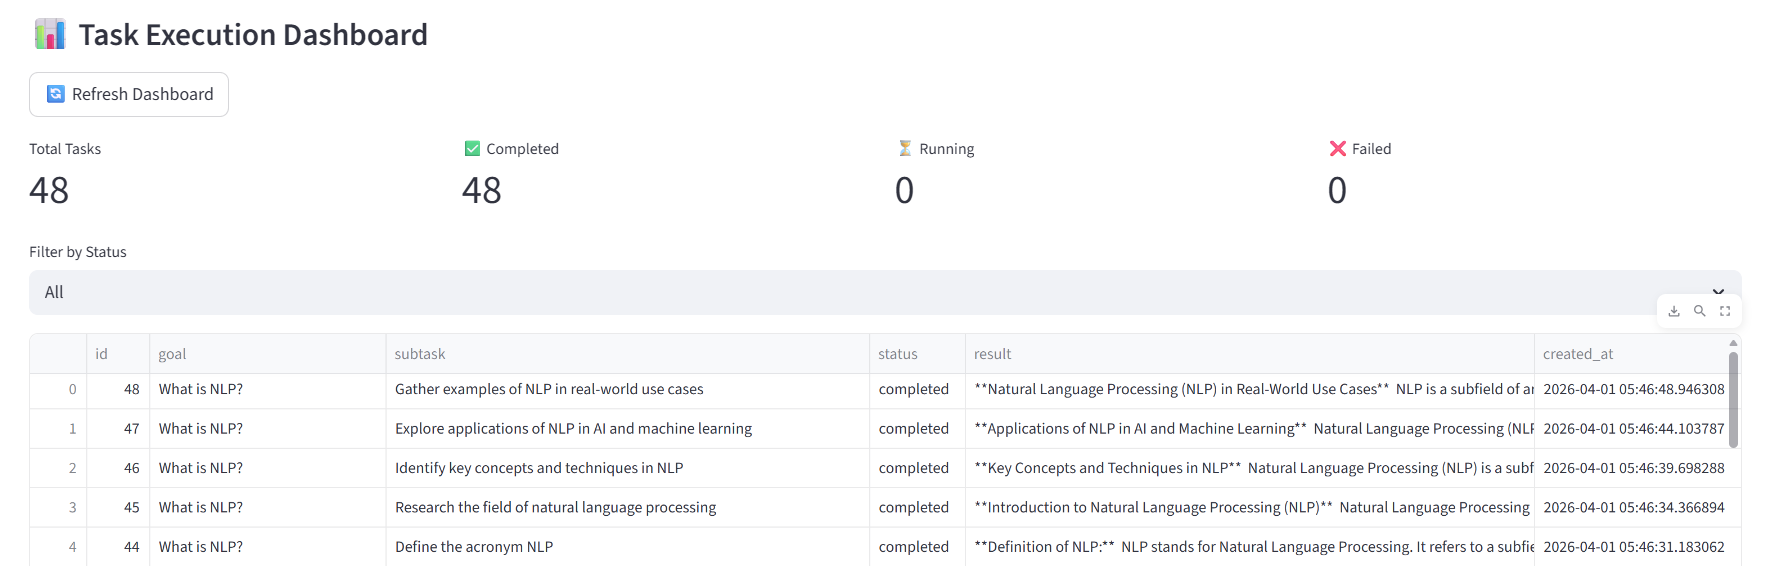 Task Execution Dashboard
Refresh Dashboard
Total Tasks Completed Running Failed
48 48 0 0
Filter by Status
All
id goal subtask status result created_at
0 48 What is NLP? Gather examples of NLP in real-world use cases completed **Natural Language Processing (NLP) in Real-World Use Cases** NLP is a subfield of 2026-04-01 05:46:48.946308
1 47 What is NLP? Explore applications of NLP in AI and machine learning completed **Applications of NLP in AI and Machine Learning** Natural Language Processing (NLP 2026-04-01 05:46:44.103787
2 46 What is NLP? Identify key concepts and techniques in NLP completed **Key Concepts and Techniques in NLP** Natural Language Processing (NLP) is a subf 2026-04-01 05:46:39.698288
3 45 What is NLP? Research the field of natural language processing completed **Introduction to Natural Language Processing (NLP)** Natural Language Processing 2026-04-01 05:46:34.366894
4 44 What is NLP? Define the acronym NLP completed **Definition of NLP:** NLP stands for Natural Language Processing. It refers to a subfie 2026-04-01 05:46:31.183062